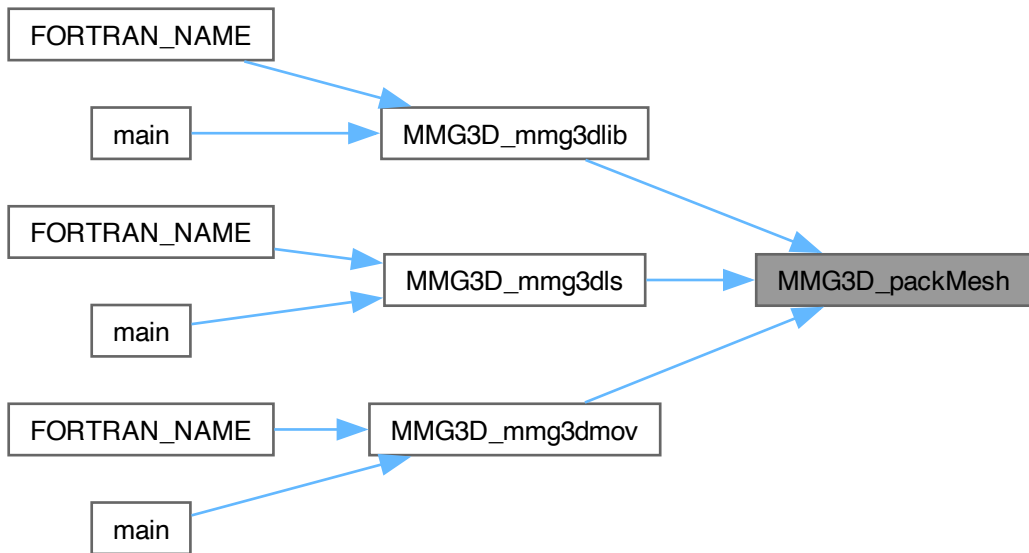 FORTRAN_NAME
main
MMG3D_mmg3dlib
FORTRAN_NAME
main
MMG3D_mmg3dls
MMG3D_packMesh
FORTRAN_NAME
main
MMG3D_mmg3dmov